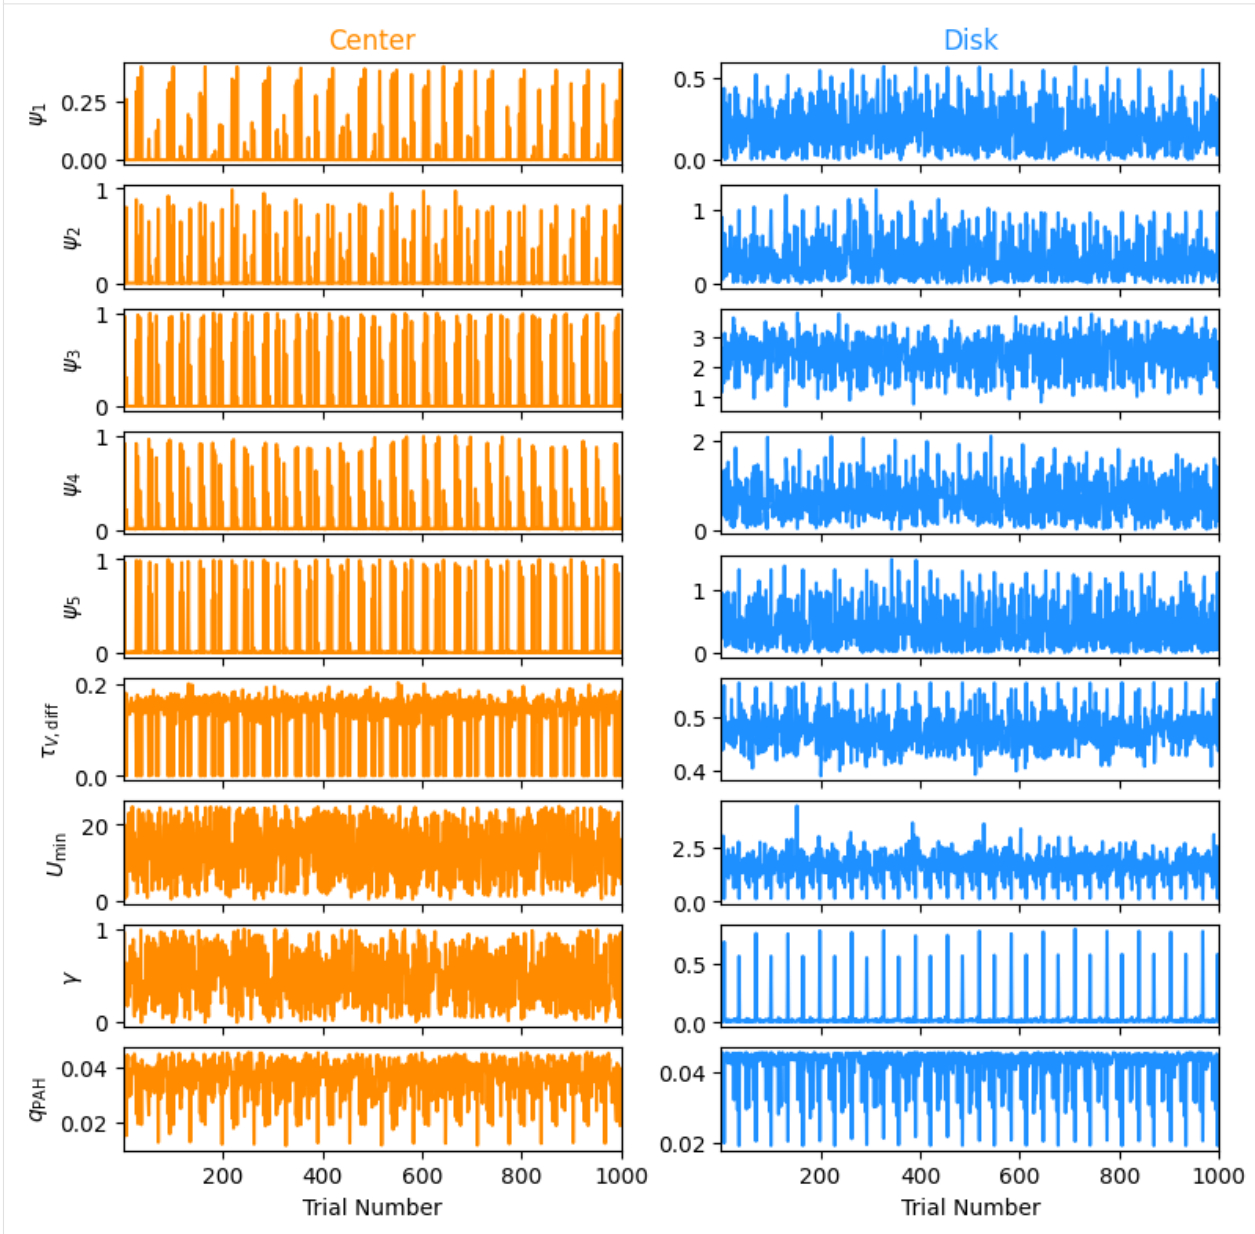 Center Disk
ψ1 0.25 0.00 0.5 0.0
ψ2 1 0 1 0
ψ3 1 0 3 2 1
ψ4 1 0 2 0
ψ5 1 0 1 0
τV,diff 0.2 0.0 0.5 0.4
Umin 20 0 2.5 0.0
γ 1 0 0.5 0.0
qPAH 0.04 0.02 0.04 0.02
200 400 600 800 1000 200 400 600 800 1000
Trial Number Trial Number